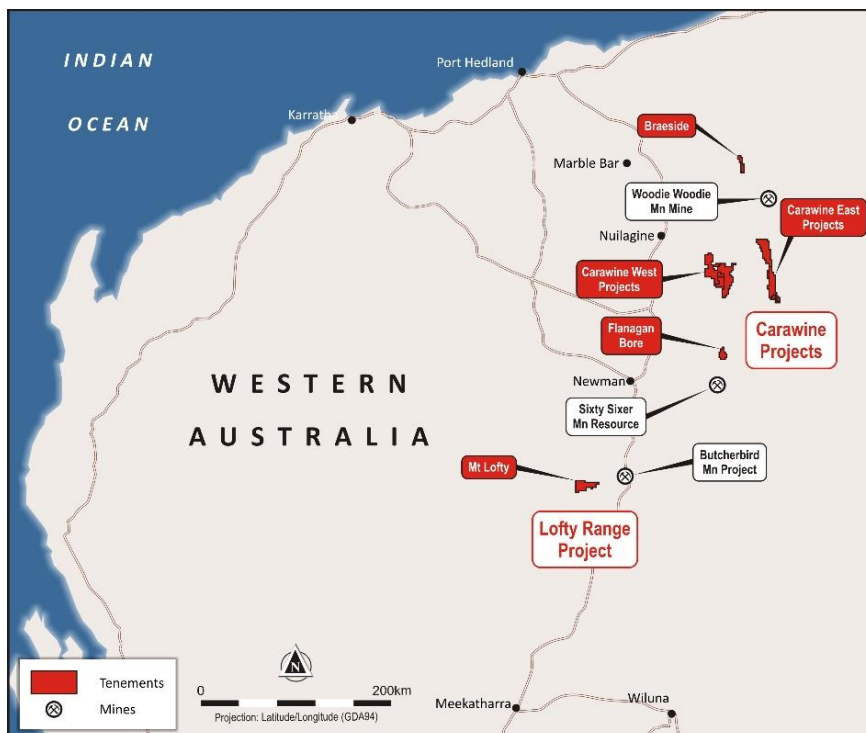 INDIAN
OCEAN
Port Hedland
Karratha
Braeside
Marble Bar
Woodie Woodie
Mn Mine
Carawine East
Projects
Nuilagine
Carawine West
Projects
Flanagan
Bore
Carawine
Projects
WESTERN
AUSTRALIA
Newman
Sixty Sixer
Mn Resource
Butcherbird
Mn Project
Mt Lofty
Lofty Range
Project
Tenements
Mines
N
0
200km
Projection: Latitude/Longitude (GDA94)
Meekatharra
Wiluna